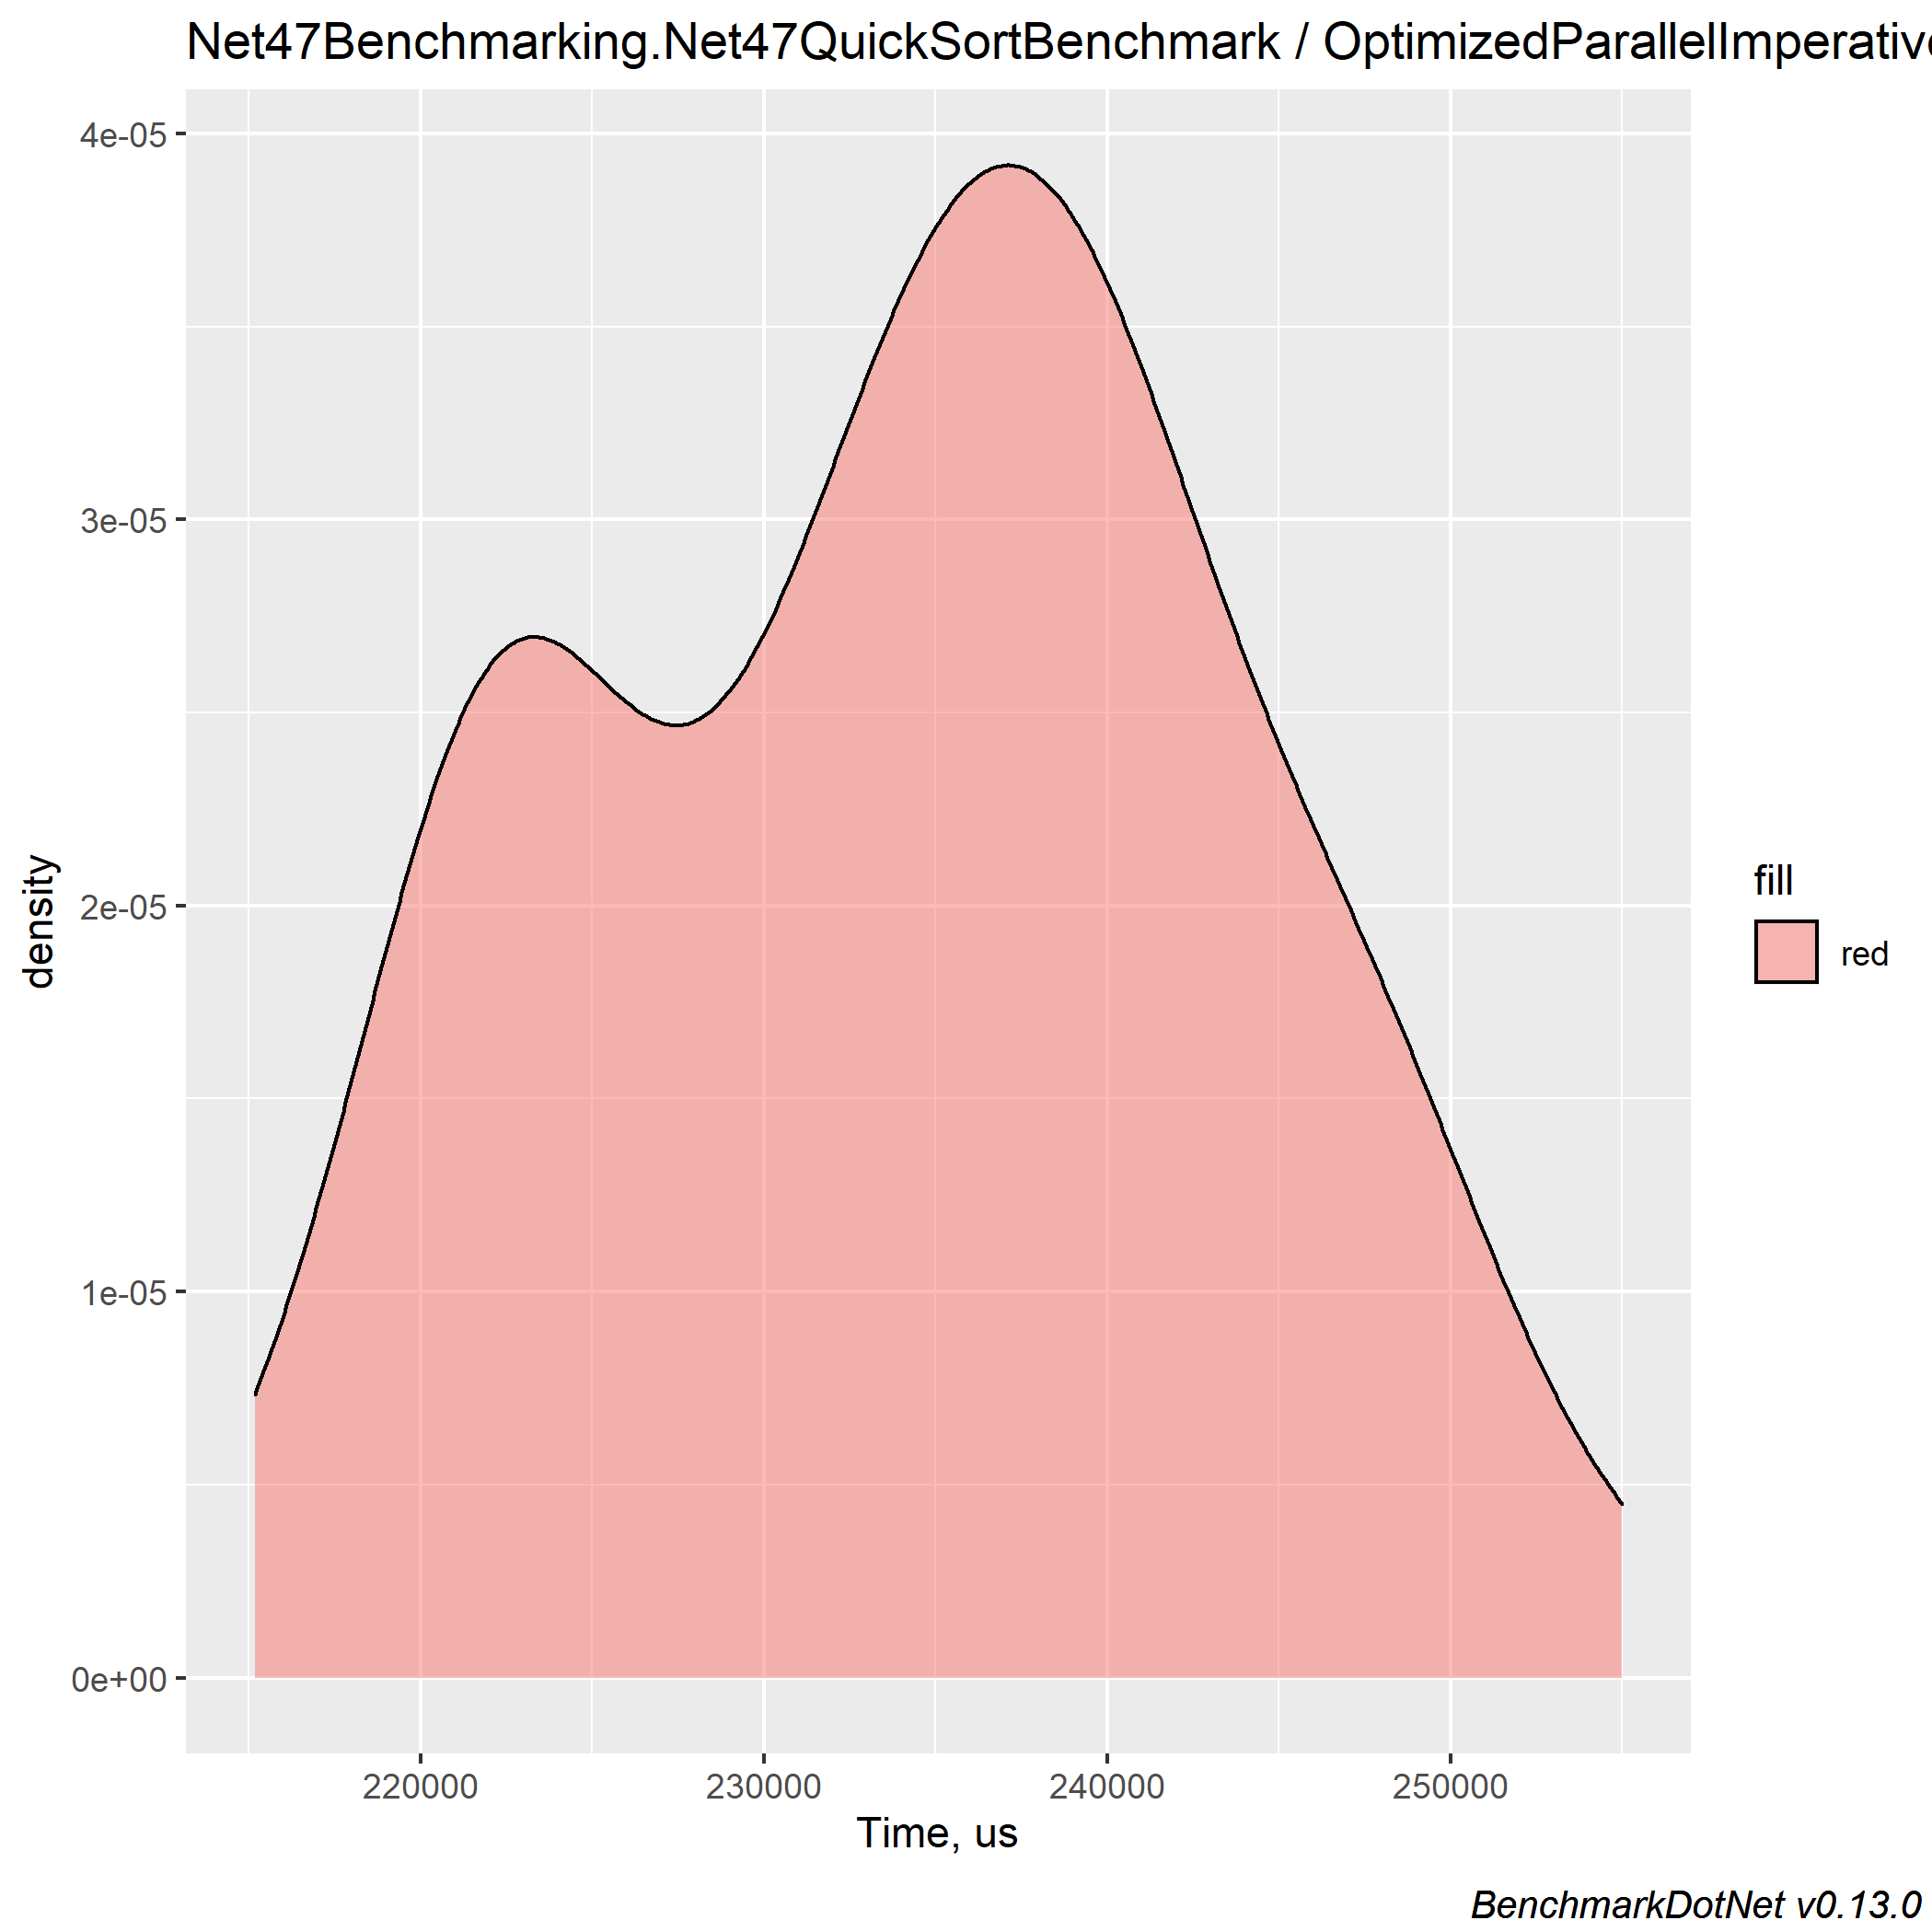 Net47Benchmarking.Net47QuickSortBenchmark / OptimizedParallelImperative
4e-05
3e-05
2e-05
1e-05
0e+00
density
220000 230000 240000 250000
Time, us
fill
red
BenchmarkDotNet v0.13.0